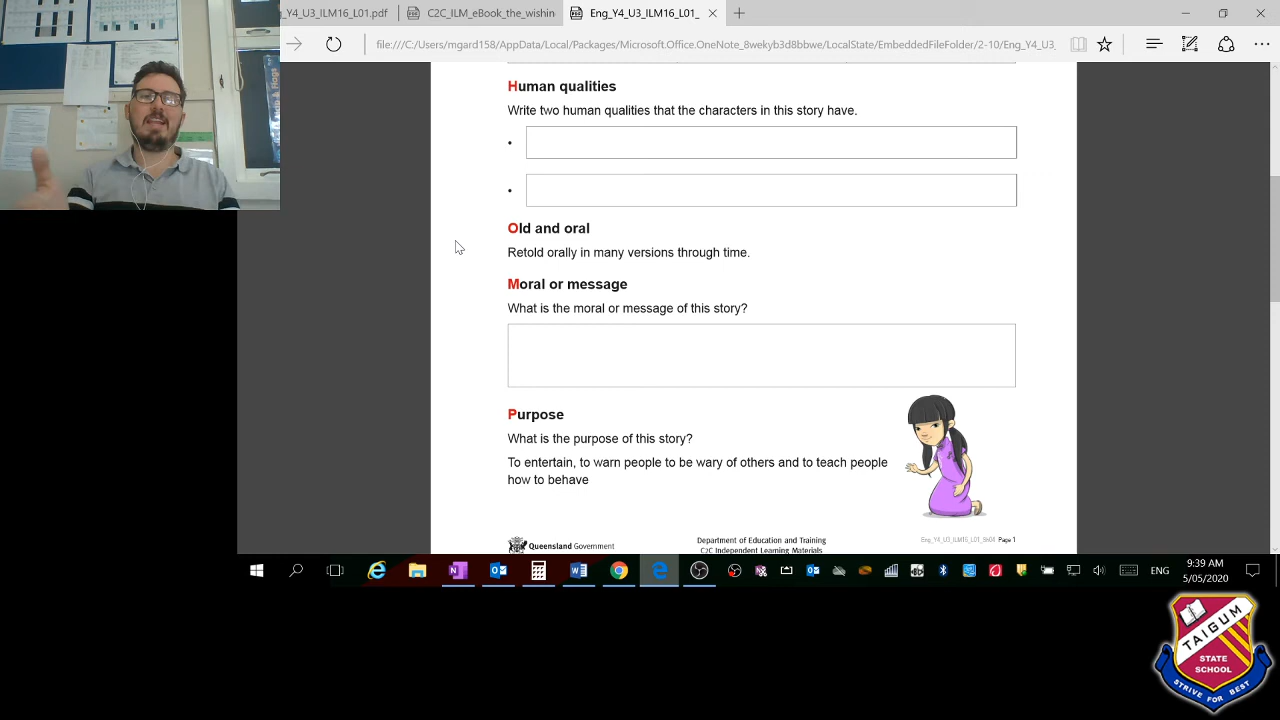 g_Y4_U3_ILM16_L01.pdf
C2C_ILM_eBook_the_wishin
Eng_Y4_U3_ILM16_L01_
file:///C:/Users/mgard158/AppData/Local/Packages/Microsoft.Office.OneNote_8wekyb3d8bbwe/LocalState/EmbeddedFileFolder/2-10/Eng_Y4_U3_
Human qualities
Write two human qualities that the characters in this story have.
Old and oral
Retold orally in many versions through time.
Moral or message
What is the moral or message of this story?
Purpose
What is the purpose of this story?
To entertain, to warn people to be wary of others and to teach people
how to behave
Queensland Government
Department of Education and Training
C2C Independent Learning Materials
Eng_Y4_U3_ILM16_L01_Sh04 Page 1
ENG
9:39 AM
5/05/2020
TAIGUM
STATE
SCHOOL
STRIVE FOR BEST